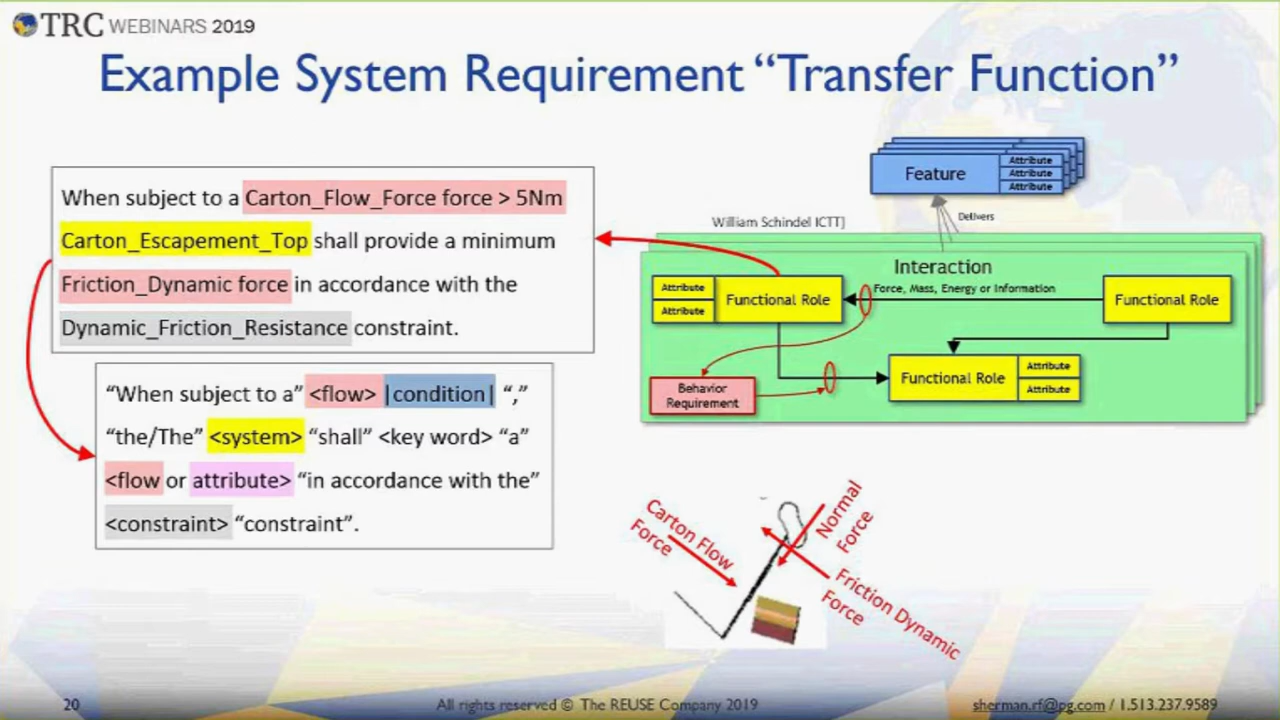 TRC WEBINARS 2019
Example System Requirement “Transfer Function”
When subject to a Carton_Flow_Force force > 5Nm
Carton_Escapement_Top shall provide a minimum
Friction_Dynamic force in accordance with the
Dynamic_Friction_Resistance constraint.
“When subject to a” <flow> |condition| “,”
“the/The” <system> “shall” <key word> “a”
<flow or attribute> “in accordance with the”
<constraint> “constraint”.
Feature
Attribute
Attribute
Attribute
Delivers
William Schindel ICTT]
Interaction
Force, Mass, Energy or Information
Attribute
Attribute
Functional Role
Functional Role
Functional Role
Attribute
Attribute
Behavior
Requirement
Carton Flow
Force
Normal
Force
Friction Dynamic
Force
20
All rights reserved © The REUSE Company 2019
sherman.rf@pg.com / 1.513.237.9589